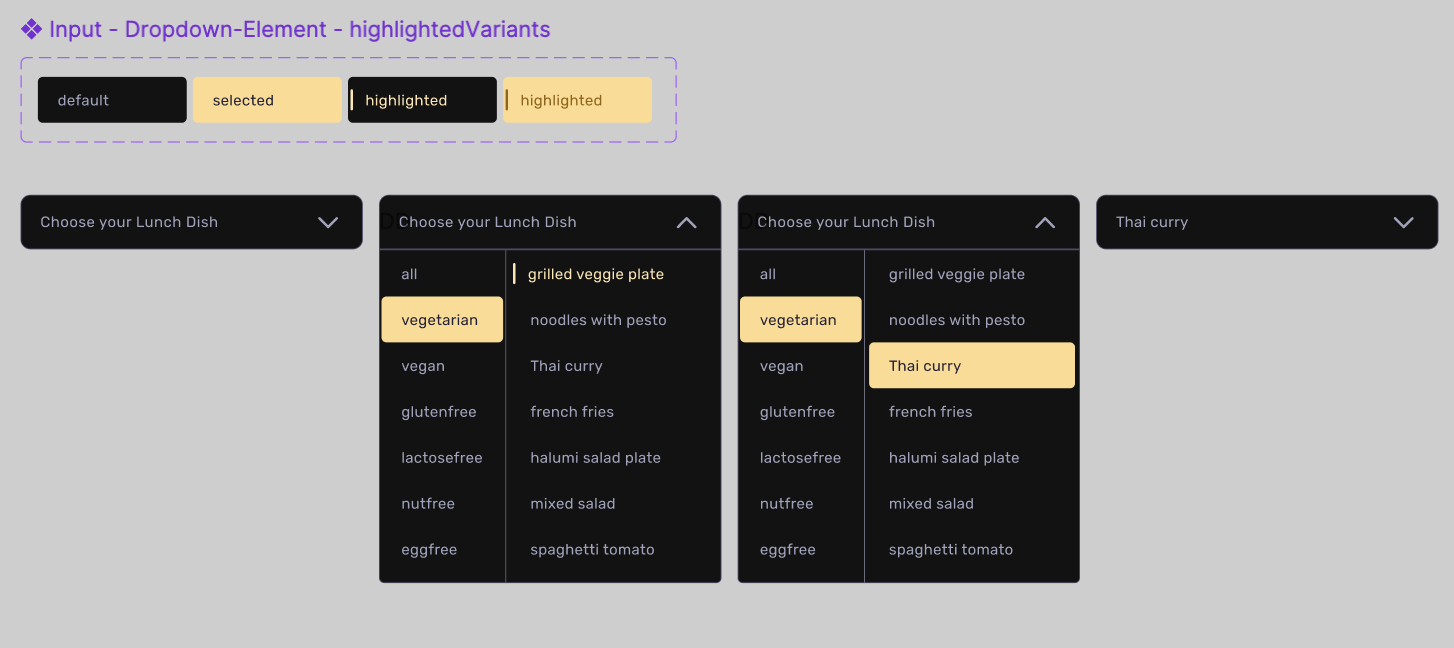 Input - Dropdown-Element - highlightedVariants
default
selected
highlighted
highlighted
Choose your Lunch Dish
Choose your Lunch Dish
all
vegetarian
vegan
glutenfree
lactosefree
nutfree
eggfree
grilled veggie plate
noodles with pesto
Thai curry
french fries
halumi salad plate
mixed salad
spaghetti tomato
Choose your Lunch Dish
all
vegetarian
vegan
glutenfree
lactosefree
nutfree
eggfree
grilled veggie plate
noodles with pesto
Thai curry
french fries
halumi salad plate
mixed salad
spaghetti tomato
Thai curry